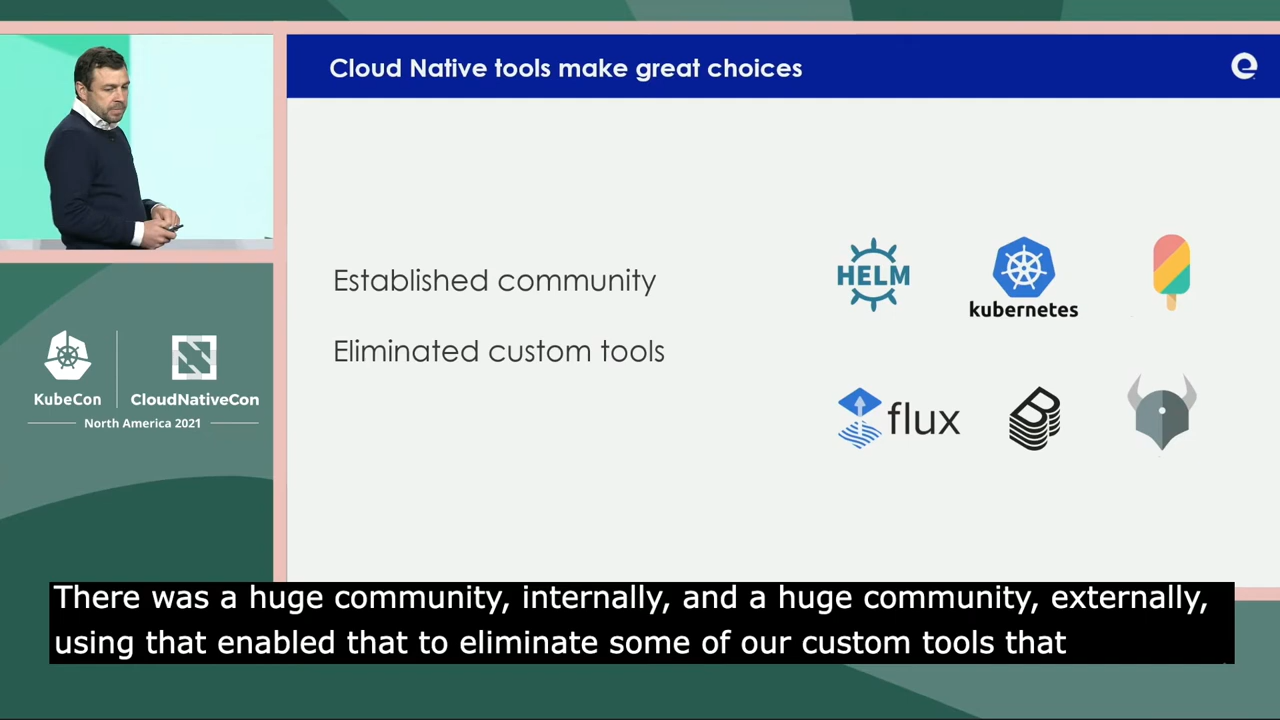 Cloud Native tools make great choices
Established community
Eliminated custom tools
HELM
kubernetes
flux
KubeCon
CloudNativeCon
North America 2021
There was a huge community, internally, and a huge community, externally,
using that enabled that to eliminate some of our custom tools that